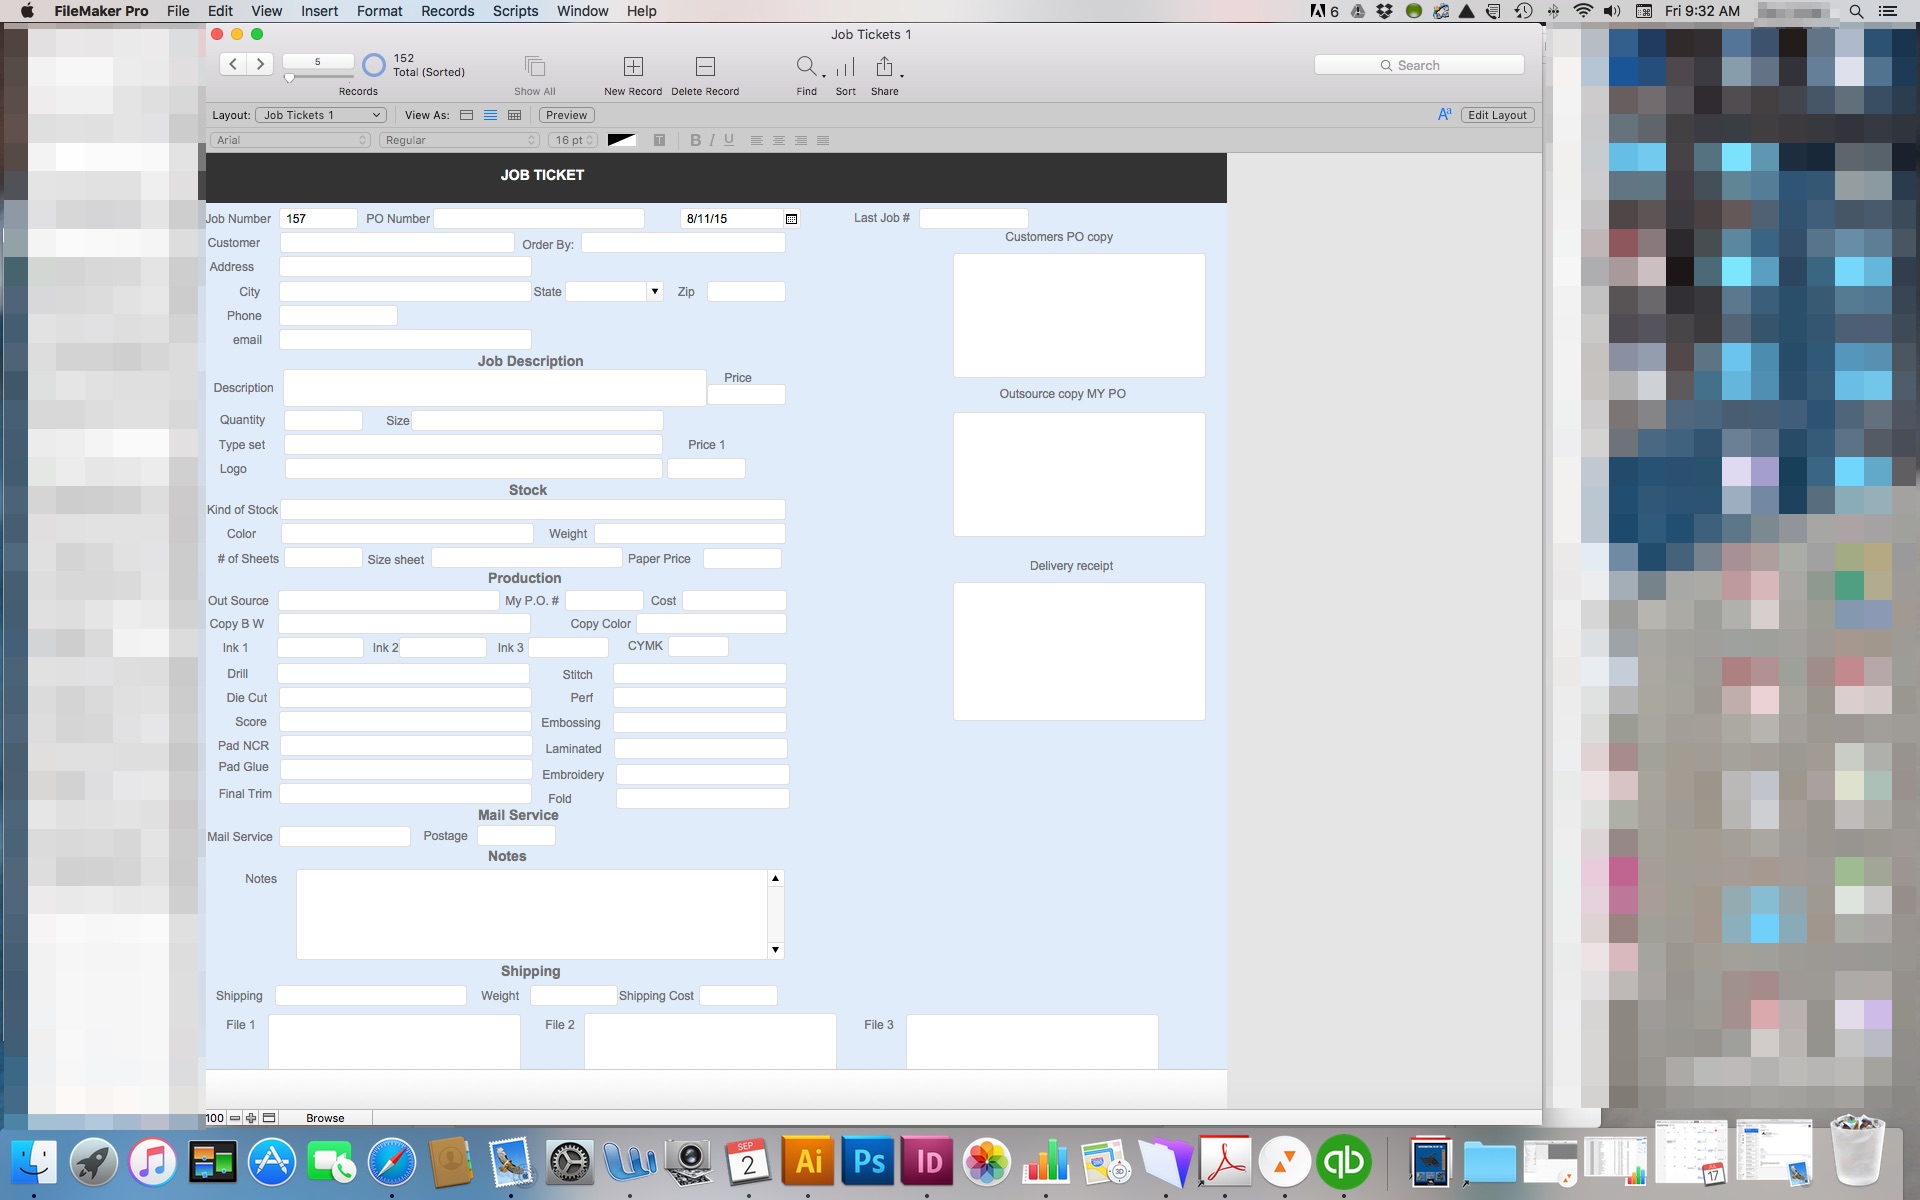 FileMaker Pro File Edit View Insert Format Records Scripts Window Help 6 Fri 9:32 AM
Job Tickets 1
5 152 Total (Sorted)
Records Show All New Record Delete Record Find Sort Share Search
Layout: Job Tickets 1 View As: Preview Aa Edit Layout
Arial Regular 16 pt T B I U
JOB TICKET
Job Number 157 PO Number 8/11/15 Last Job #
Customer Order By: Customers PO copy
Address
City State Zip
Phone
email
Job Description
Description Price Outsource copy MY PO
Quantity Size
Type set Price 1
Logo
Stock
Kind of Stock
Color Weight
# of Sheets Size sheet Paper Price Delivery receipt
Production
Out Source My P.O. # Cost
Copy B W Copy Color
Ink 1 Ink 2 Ink 3 CYMK
Drill Stitch
Die Cut Perf
Score Embossing
Pad NCR Laminated
Pad Glue Embroidery
Final Trim Fold
Mail Service
Mail Service Postage
Notes
Notes
Shipping
Shipping Weight Shipping Cost
File 1 File 2 File 3
100 Browse
SEP 2 Ai Ps Id 3D qb 17